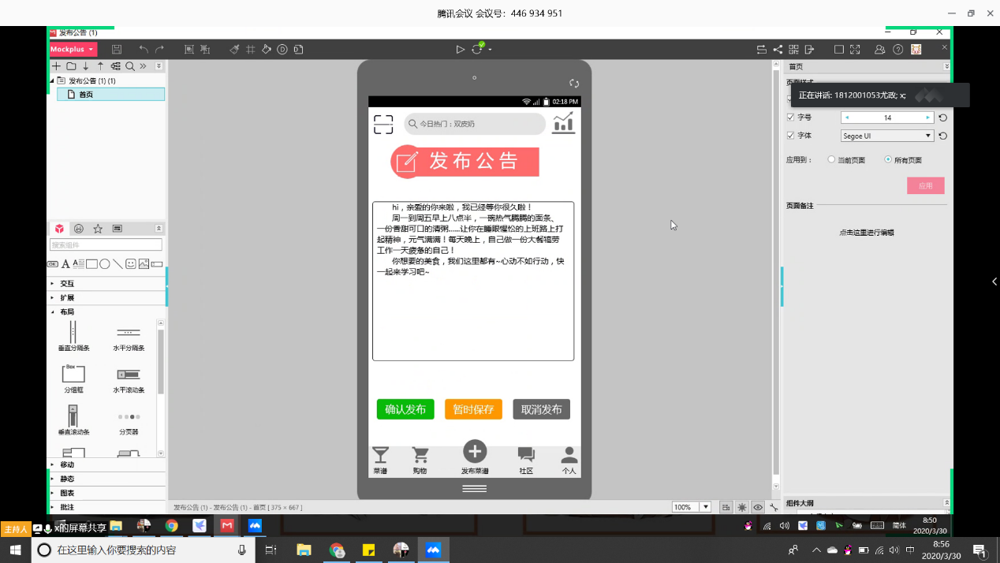 腾讯会议 会议号：446 934 951
发布公告 (1)
Mockplus
发布公告 (1) (1)
首页
搜索组件
OK
交互
扩展
布局
垂直分隔条
水平分隔条
Box
分组框
水平滚动条
垂直滚动条
分页器
移动
静态
图表
批注
02:18 PM
今日热门：双皮奶
发布公告
hi，亲爱的你来啦，我已经等你很久啦！
周一到周五早上八点半，一碗热气腾腾的面条、
一份香甜可口的清粥……让你在睡眼惺忪的上班路上打
起精神，元气满满！每天晚上，自己做一份大餐犒劳
工作一天疲惫的自己！
你想要的美食，我们这里都有~心动不如行动，快
一起来学习吧~
确认发布
暂时保存
取消发布
菜谱
购物
发布菜谱
社区
个人
发布公告 (1) - 发布公告 (1) - 首页 [ 375 × 667 ]
100%
首页
页面样式
正在讲话: 1812001053尤改; x;
字号
14
字体
Segoe UI
应用到：
当前页面
所有页面
应用
页面备注
点击这里进行编辑
组件大纲
主持人
x的屏幕共享
简体
8:50
2020/3/30
在这里输入你要搜索的内容
中
8:56
2020/3/30
1